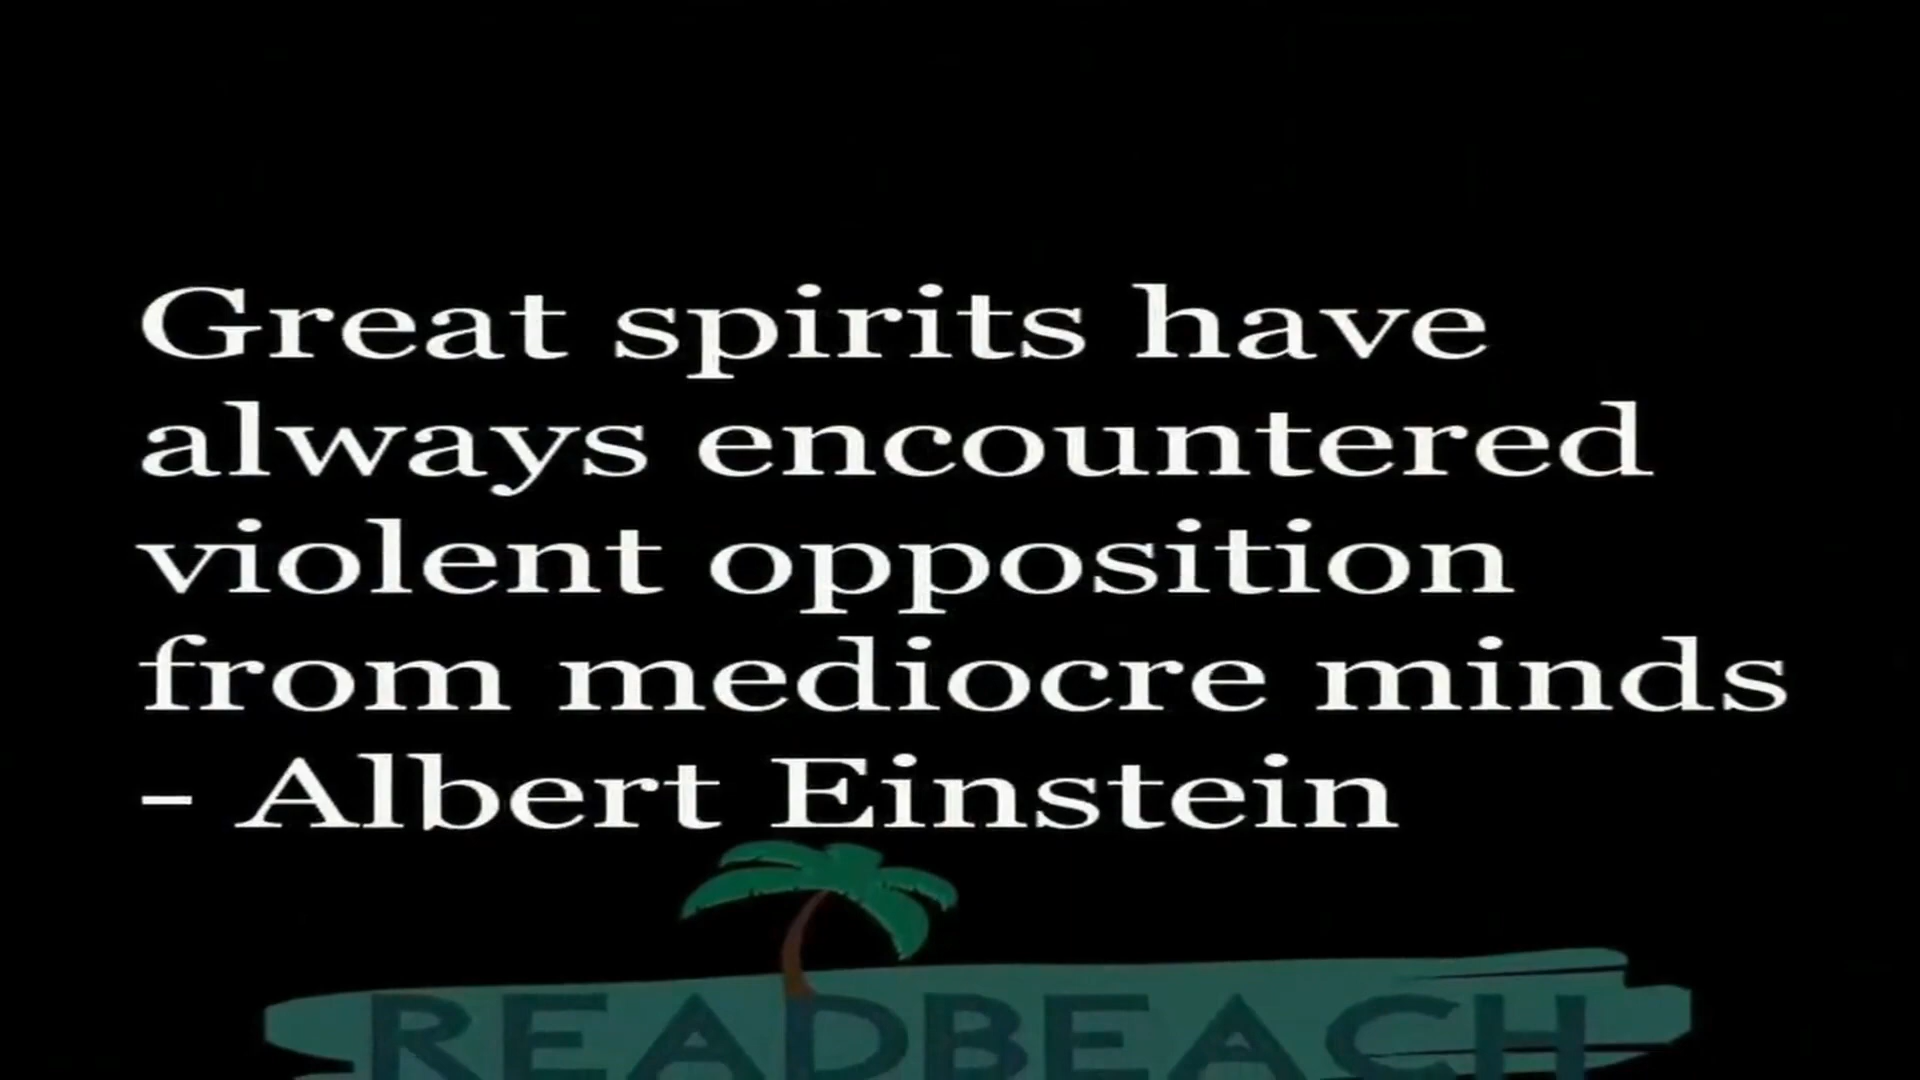 Great spirits have
always encountered
violent opposition
from mediocre minds
- Albert Einstein
READBEACH